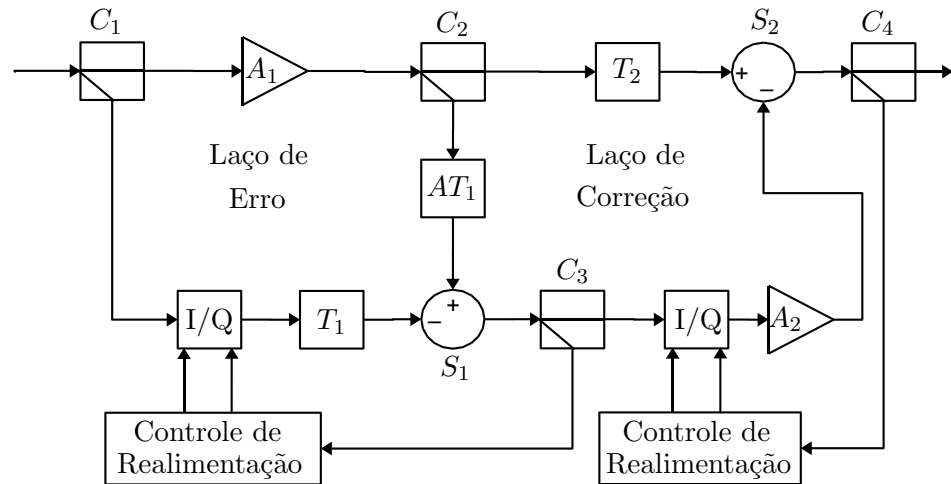 C1
C2
S2
C4
A1
T2
+
−
Laço de
Erro
Laço de
Correção
AT1
C3
I/Q
T1
−
+
S1
I/Q
A2
Controle de
Realimentação
Controle de
Realimentação